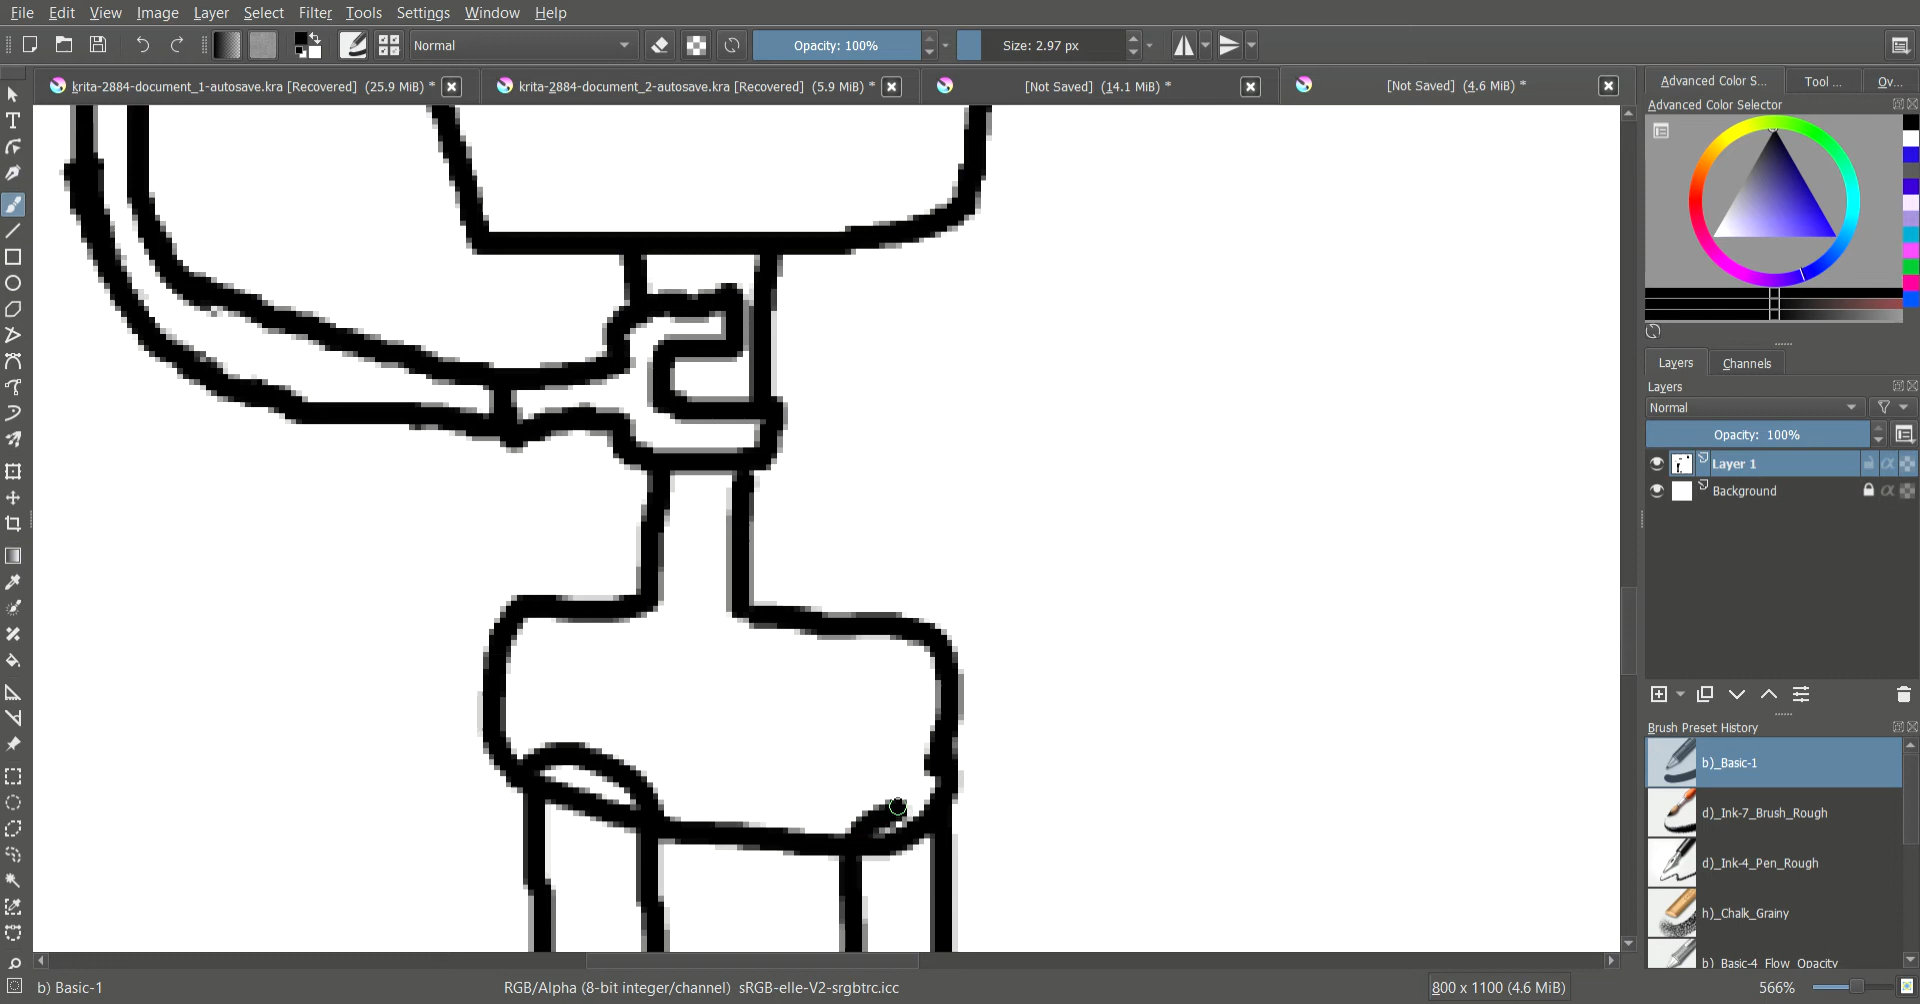 File Edit View Image Layer Select Filter Tools Settings Window Help
Normal Opacity: 100% Size: 2.97 px
krita-2884-document_1-autosave.kra [Recovered] (25.9 MiB) * krita-2884-document_2-autosave.kra [Recovered] (5.9 MiB) * [Not Saved] (14.1 MiB) * [Not Saved] (4.6 MiB) * Advanced Color S... Tool ... Ov...
Advanced Color Selector
Layers Channels
Layers
Normal
Opacity: 100%
Layer 1
Background
Brush Preset History
b)_Basic-1
d)_Ink-7_Brush_Rough
d)_Ink-4_Pen_Rough
h)_Chalk_Grainy
b)_Basic-4_Flow_Opacity
b) Basic-1 RGB/Alpha (8-bit integer/channel) sRGB-elle-V2-srgbtrc.icc 800 x 1100 (4.6 MiB) 566%